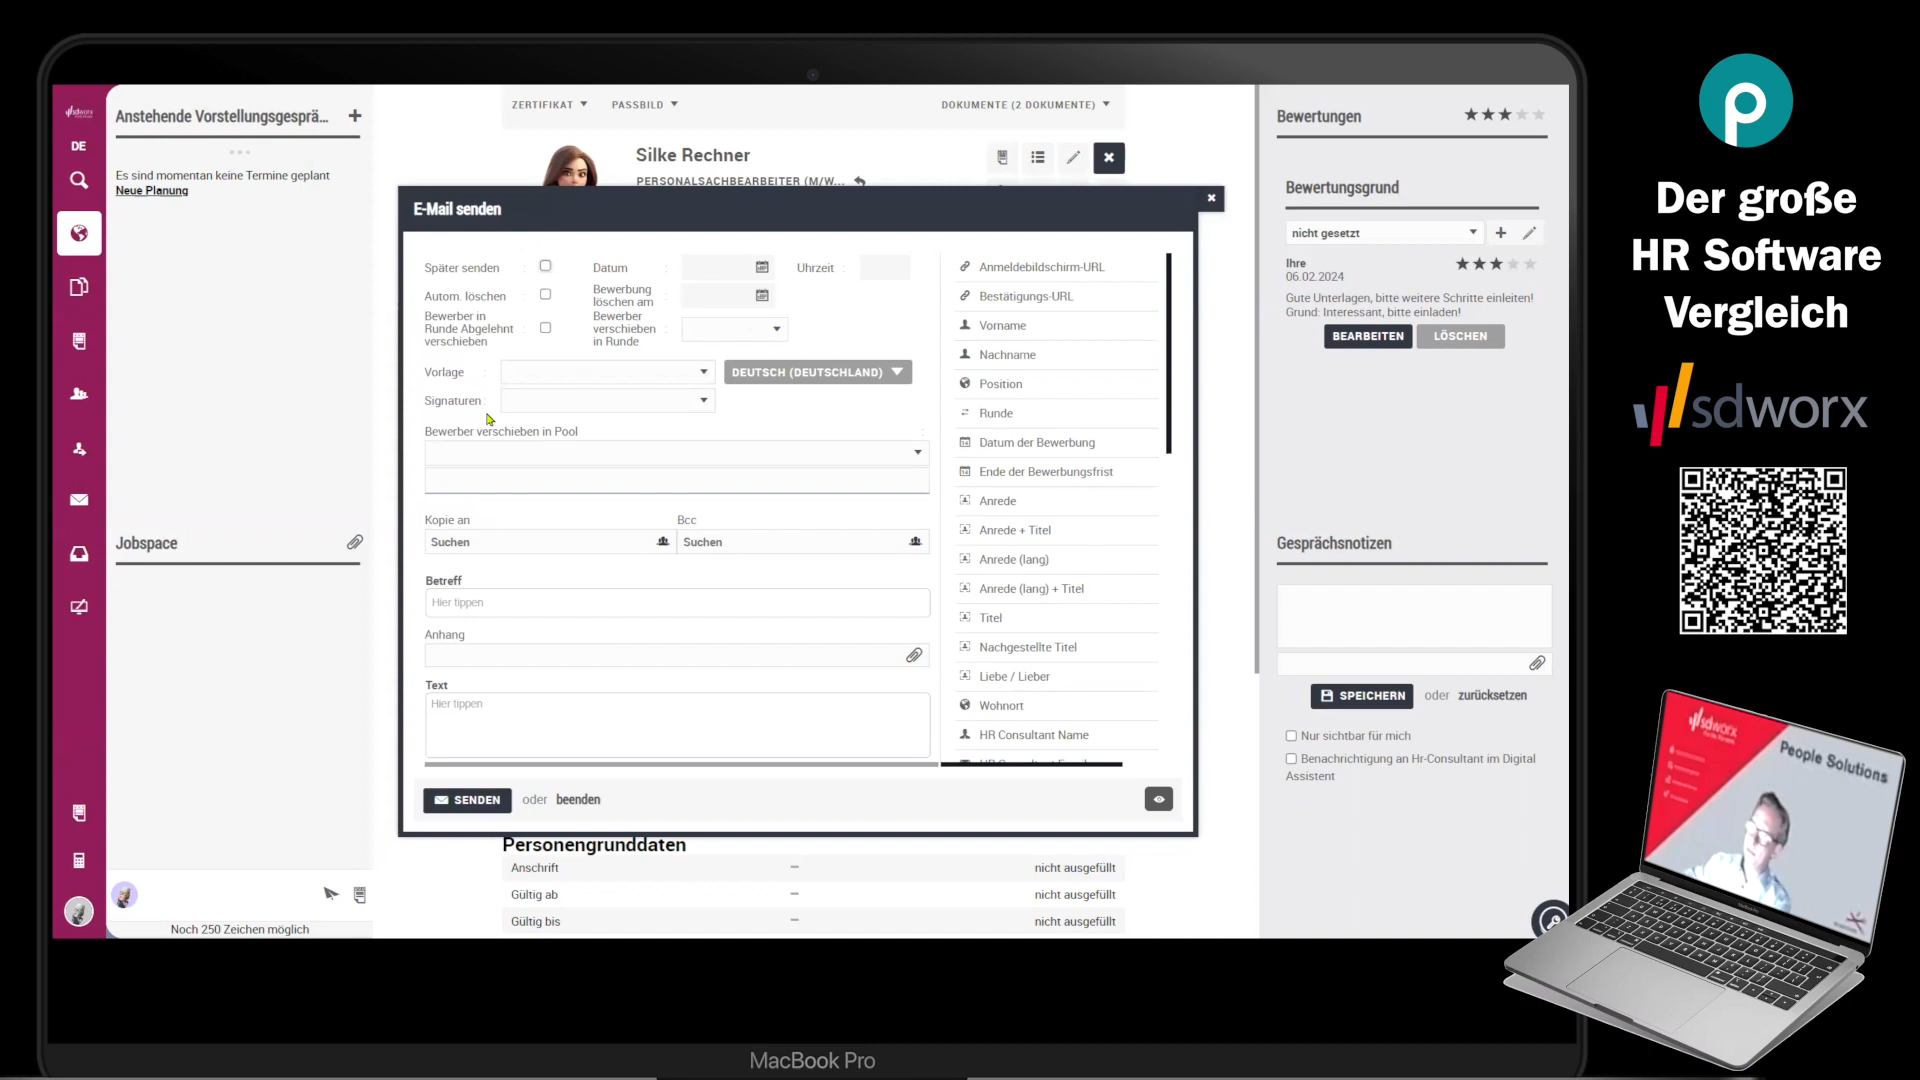 sdworx
DE
Anstehende Vorstellungsgesprä...
Es sind momentan keine Termine geplant
Neue Planung
Jobspace
Noch 250 Zeichen möglich
ZERTIFIKAT
PASSBILD
DOKUMENTE (2 DOKUMENTE)
Silke Rechner
PERSONALSACHBEARBEITER (M/W...
E-Mail senden
Später senden :
Datum :
Uhrzeit :
Autom. löschen :
Bewerbung
löschen am :
Bewerber in
Runde Abgelehnt :
verschieben
Bewerber
verschieben :
in Runde
Vorlage :
DEUTSCH (DEUTSCHLAND)
Signaturen :
Bewerber verschieben in Pool :
Kopie an
Bcc
Suchen
Suchen
Betreff
Hier tippen
Anhang
Text
Hier tippen
SENDEN
oder
beenden
Anmeldebildschirm-URL
Bestätigungs-URL
Vorname
Nachname
Position
Runde
Datum der Bewerbung
Ende der Bewerbungsfrist
Anrede
Anrede + Titel
Anrede (lang)
Anrede (lang) + Titel
Titel
Nachgestellte Titel
Liebe / Lieber
Wohnort
HR Consultant Name
Personengrunddaten
Anschrift – nicht ausgefüllt
Gültig ab – nicht ausgefüllt
Gültig bis – nicht ausgefüllt
Bewertungen
Bewertungsgrund
nicht gesetzt
Ihre
06.02.2024
Gute Unterlagen, bitte weitere Schritte einleiten!
Grund: Interessant, bitte einladen!
BEARBEITEN
LÖSCHEN
Gesprächsnotizen
SPEICHERN
oder
zurücksetzen
Nur sichtbar für mich
Benachrichtigung an Hr-Consultant im Digital
Assistent
MacBook Pro
p
Der große
HR Software
Vergleich
sdworx
sdworx
People Solutions